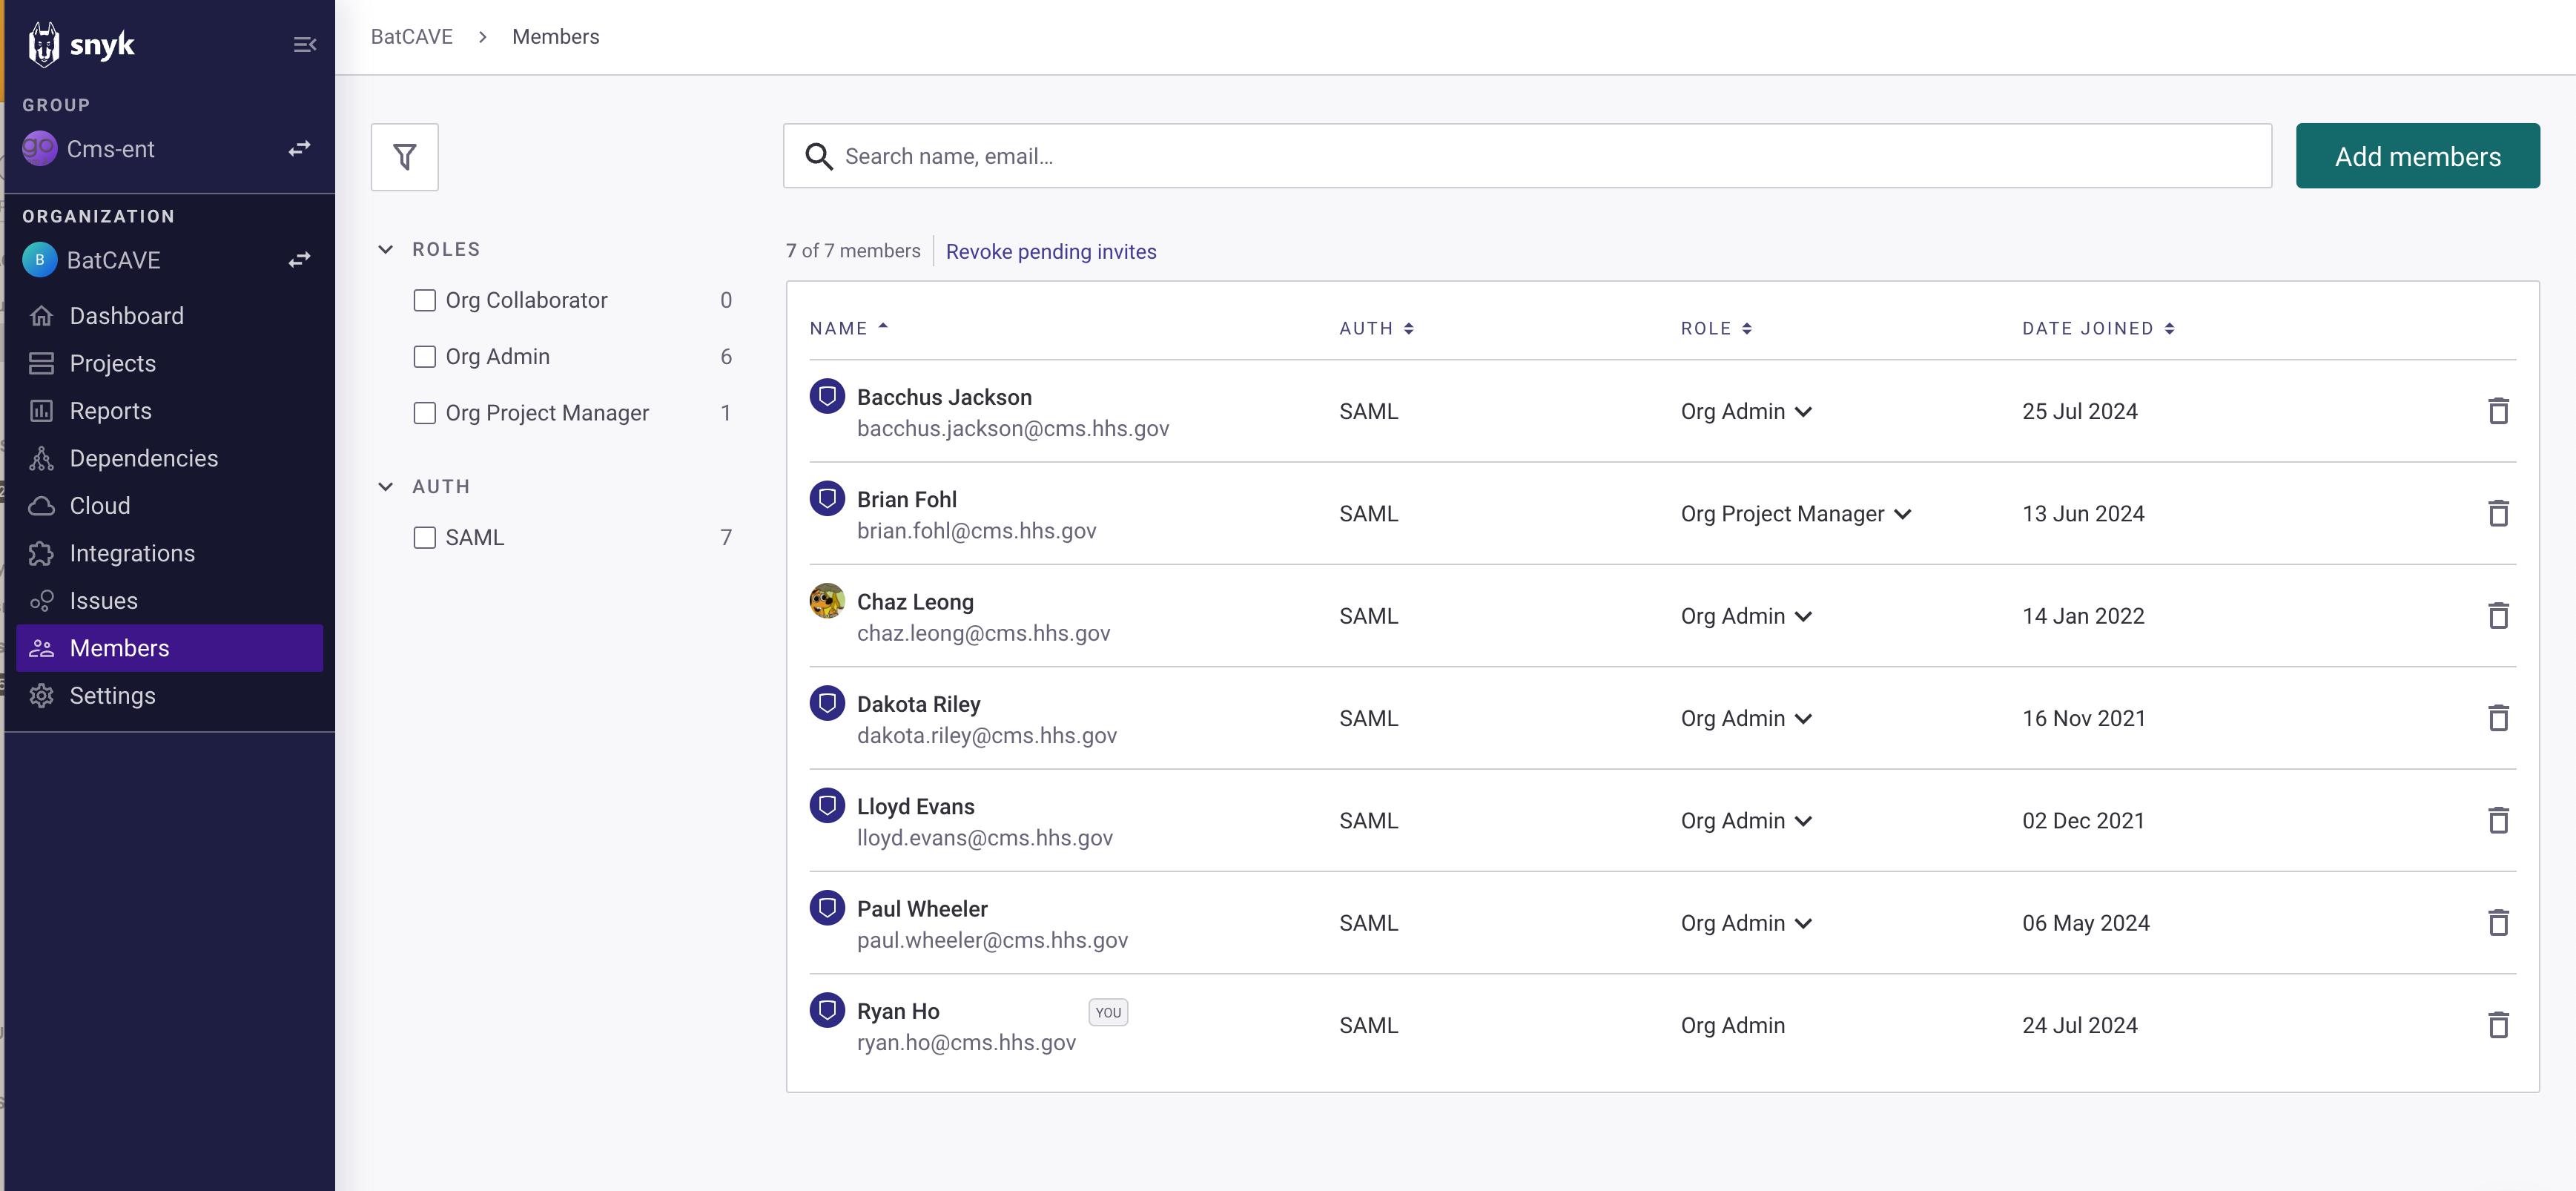 snyk
GROUP
go Cms-ent
ORGANIZATION
B BatCAVE
Dashboard
Projects
Reports
Dependencies
Cloud
Integrations
Issues
Members
Settings
BatCAVE > Members
Search name, email...
Add members
ROLES
Org Collaborator 0
Org Admin 6
Org Project Manager 1
AUTH
SAML 7
7 of 7 members | Revoke pending invites
NAME AUTH ROLE DATE JOINED
Bacchus Jackson
bacchus.jackson@cms.hhs.gov
SAML Org Admin 25 Jul 2024
Brian Fohl
brian.fohl@cms.hhs.gov
SAML Org Project Manager 13 Jun 2024
Chaz Leong
chaz.leong@cms.hhs.gov
SAML Org Admin 14 Jan 2022
Dakota Riley
dakota.riley@cms.hhs.gov
SAML Org Admin 16 Nov 2021
Lloyd Evans
lloyd.evans@cms.hhs.gov
SAML Org Admin 02 Dec 2021
Paul Wheeler
paul.wheeler@cms.hhs.gov
SAML Org Admin 06 May 2024
Ryan Ho YOU
ryan.ho@cms.hhs.gov
SAML Org Admin 24 Jul 2024